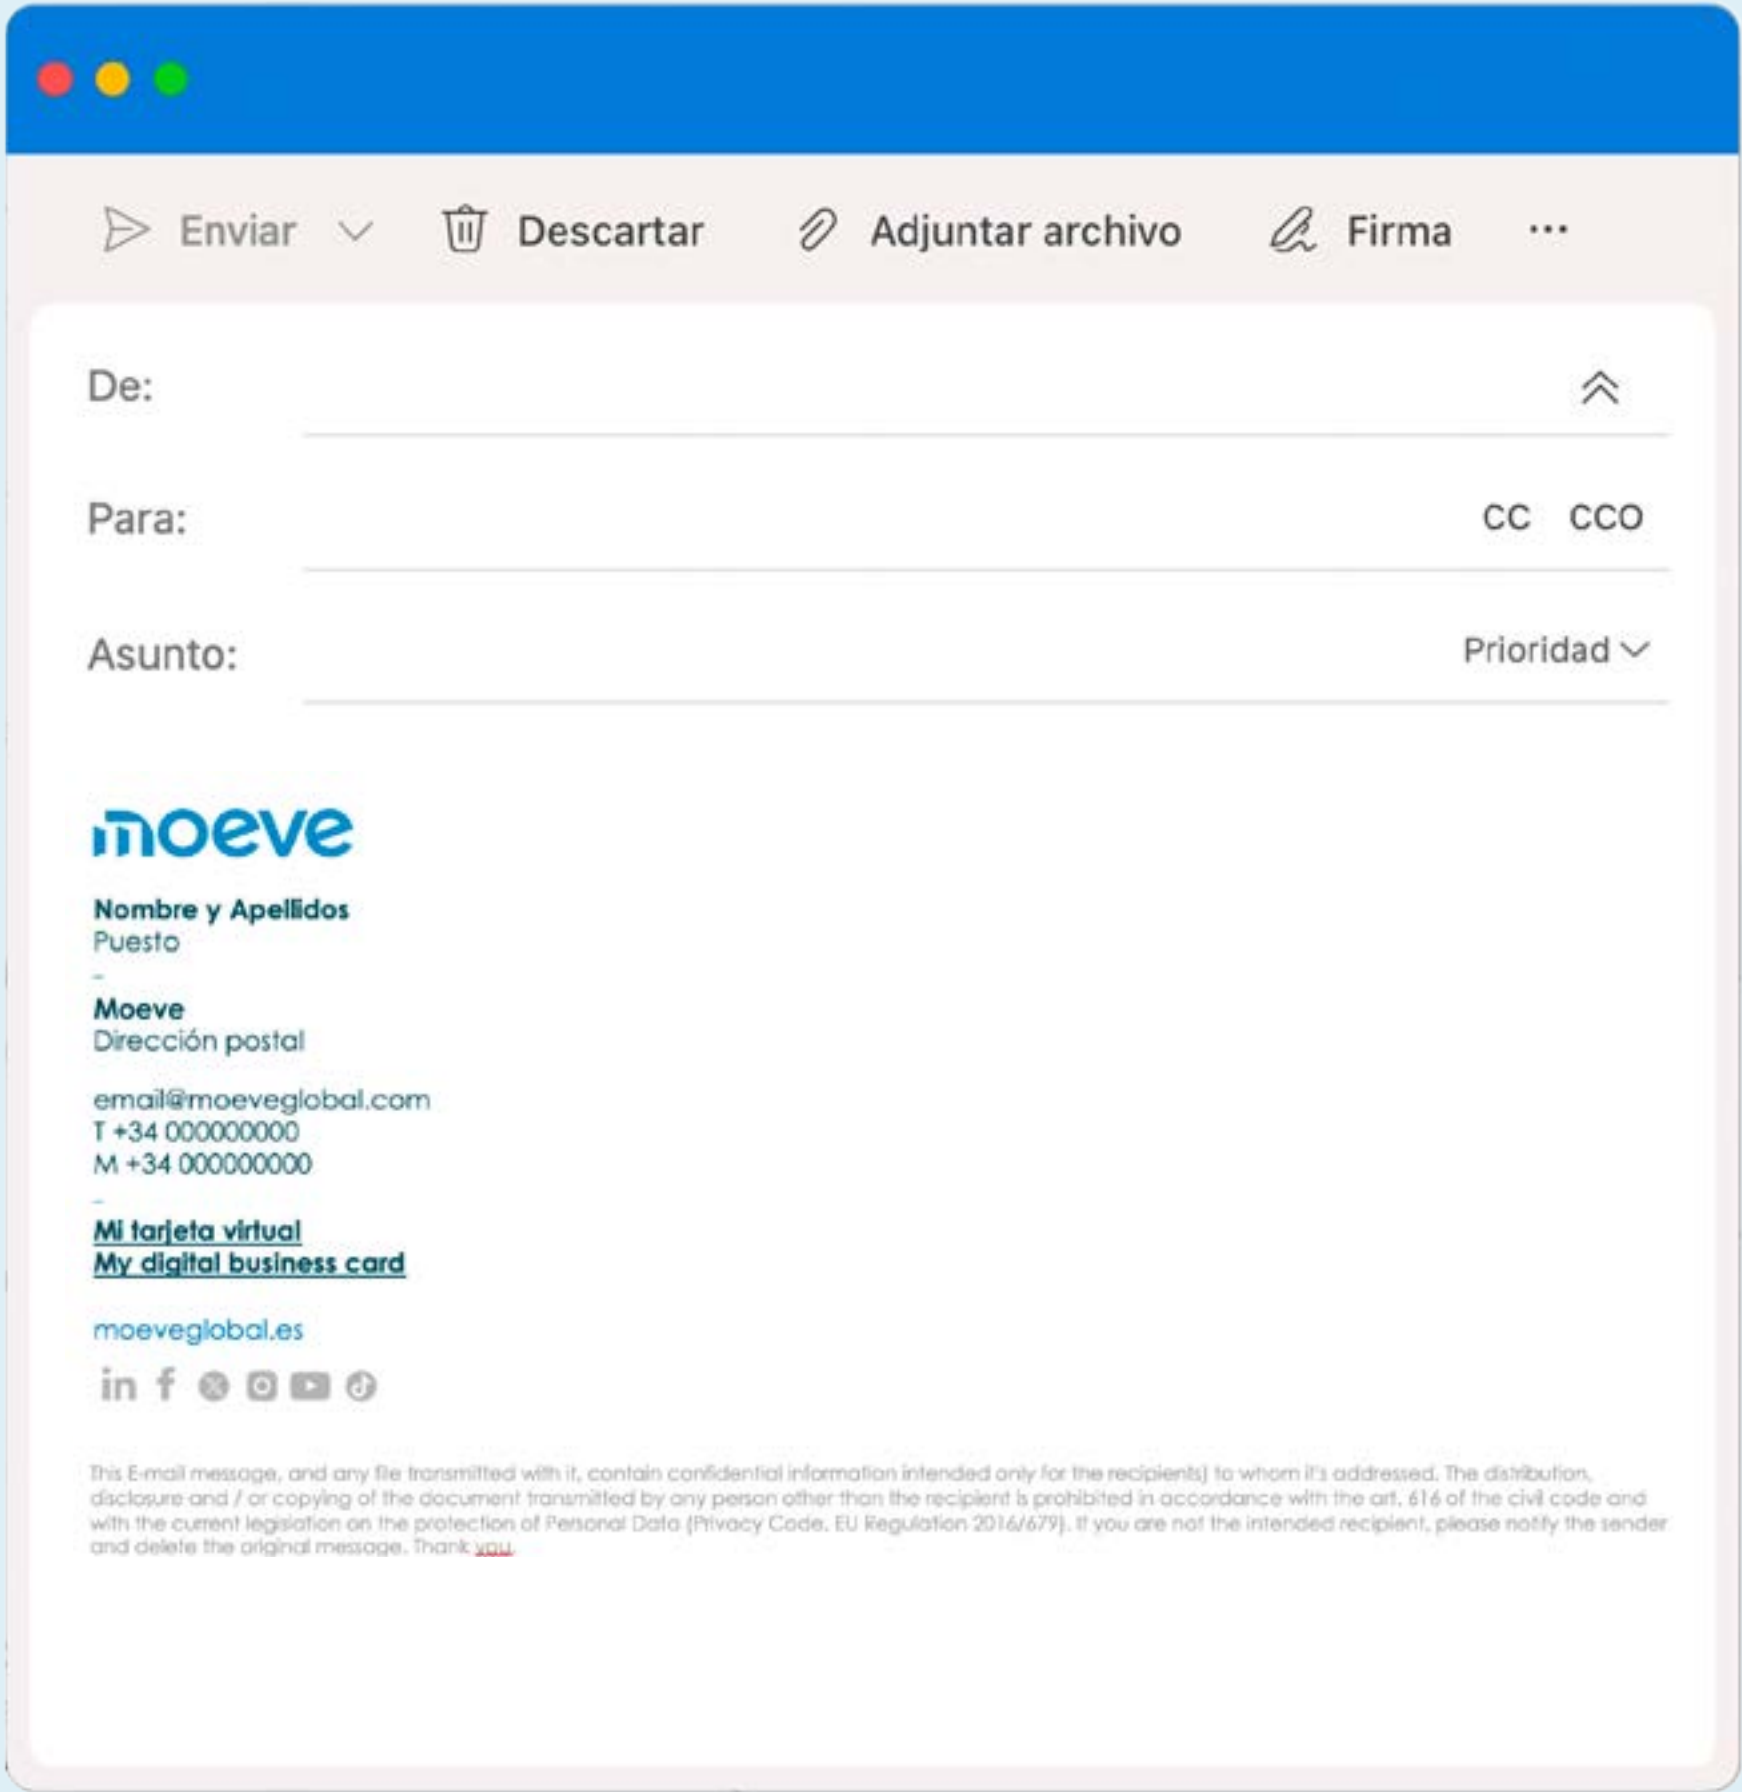 Enviar Descartar Adjuntar archivo Firma ...
De:
Para: CC CCO
Asunto: Prioridad
moeve
Nombre y Apellidos
Puesto
–
Moeve
Dirección postal
email@moeveglobal.com
T +34 000000000
M +34 000000000
–
Mi tarjeta virtual
My digital business card
moeveglobal.es
in f X
This E-mail message, and any file transmitted with it, contain confidential information intended only for the recipients) to whom it's addressed. The distribution,
disclosure and / or copying of the document transmitted by any person other than the recipient is prohibited in accordance with the art. 616 of the civil code and
with the current legislation on the protection of Personal Data (Privacy Code, EU Regulation 2016/679). If you are not the intended recipient, please notify the sender
and delete the original message. Thank you.